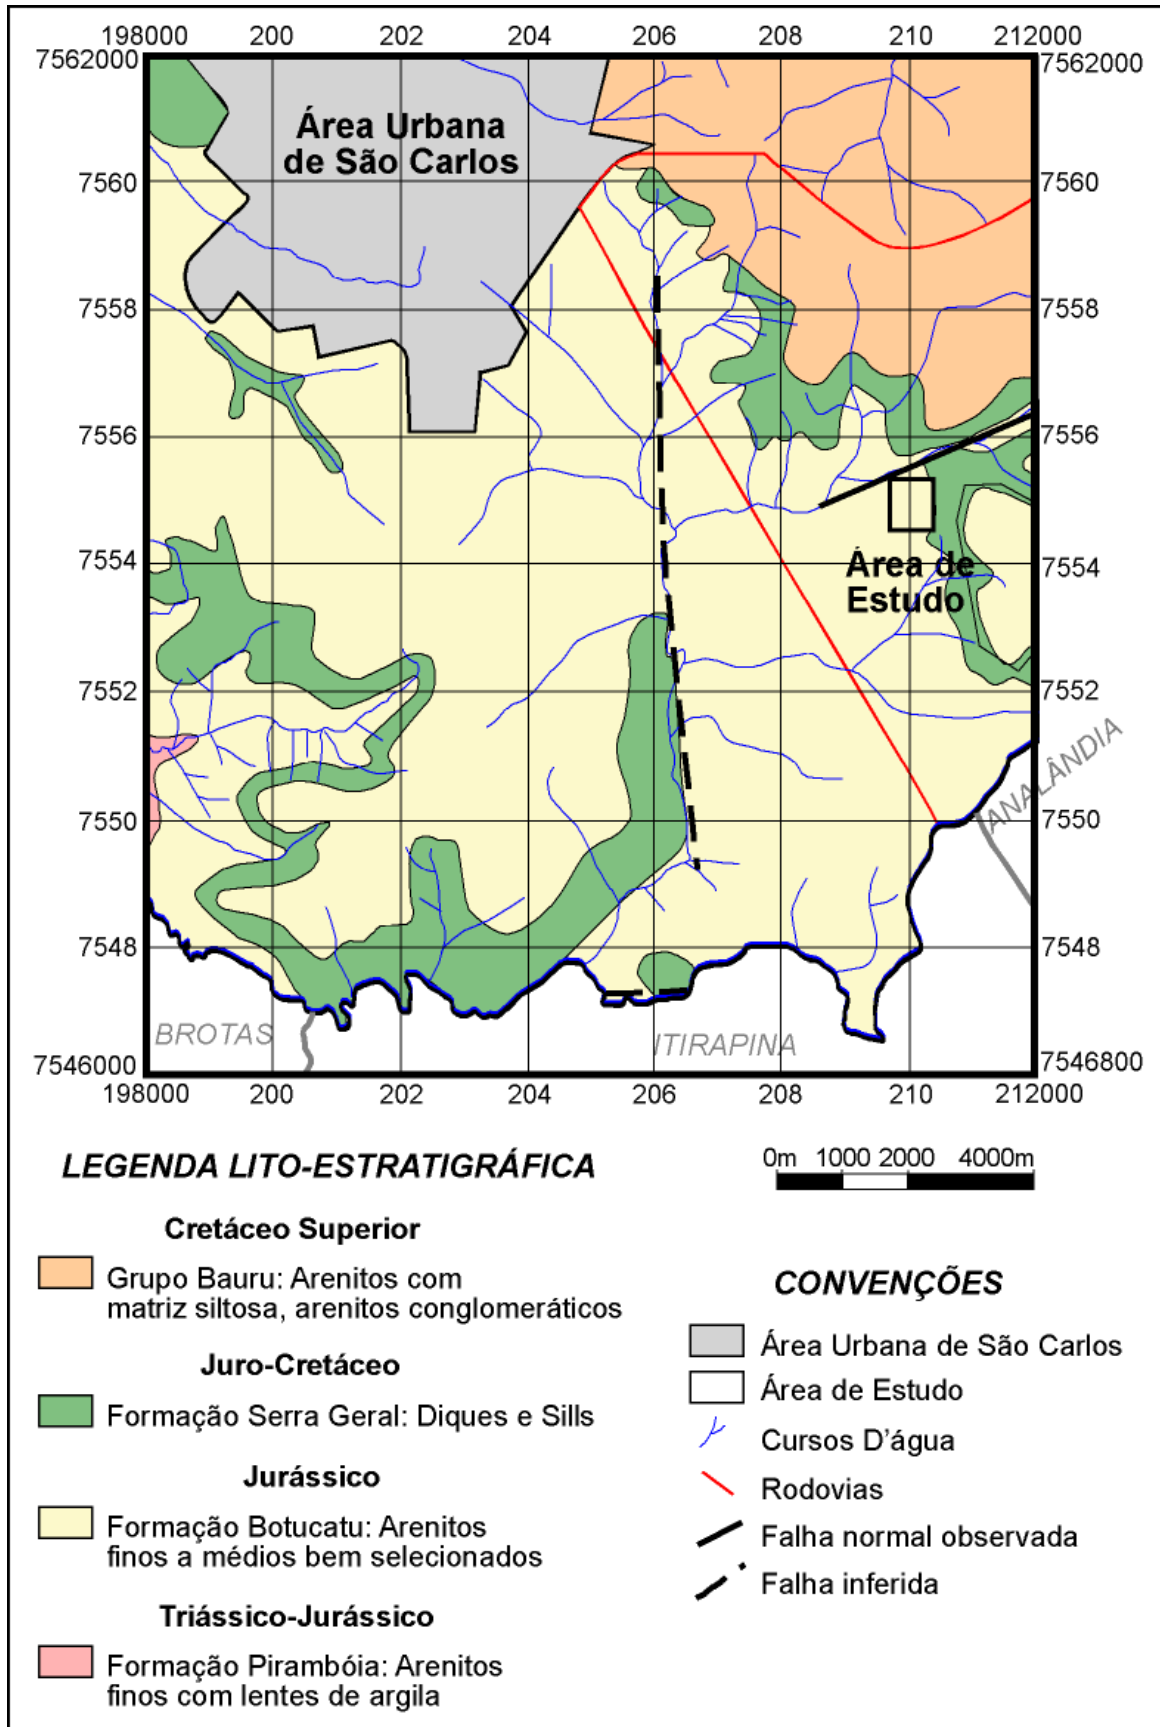 198000 200 202 204 206 208 210 212000
7562000 7562000
Área Urbana
de São Carlos
7560 7560
7558 7558
7556 7556
7554 7554
Área de
Estudo
7552 7552
ANALÂNDIA
7550 7550
7548 7548
BROTAS ITIRAPINA
7546000 7546800
198000 200 202 204 206 208 210 212000
LEGENDA LITO-ESTRATIGRÁFICA
0m 1000 2000 4000m
Cretáceo Superior
Grupo Bauru: Arenitos com
matriz siltosa, arenitos conglomeráticos
Juro-Cretáceo
Formação Serra Geral: Diques e Sills
Jurássico
Formação Botucatu: Arenitos
finos a médios bem selecionados
Triássico-Jurássico
Formação Pirambóia: Arenitos
finos com lentes de argila
CONVENÇÕES
Área Urbana de São Carlos
Área de Estudo
Cursos D'água
Rodovias
Falha normal observada
Falha inferida